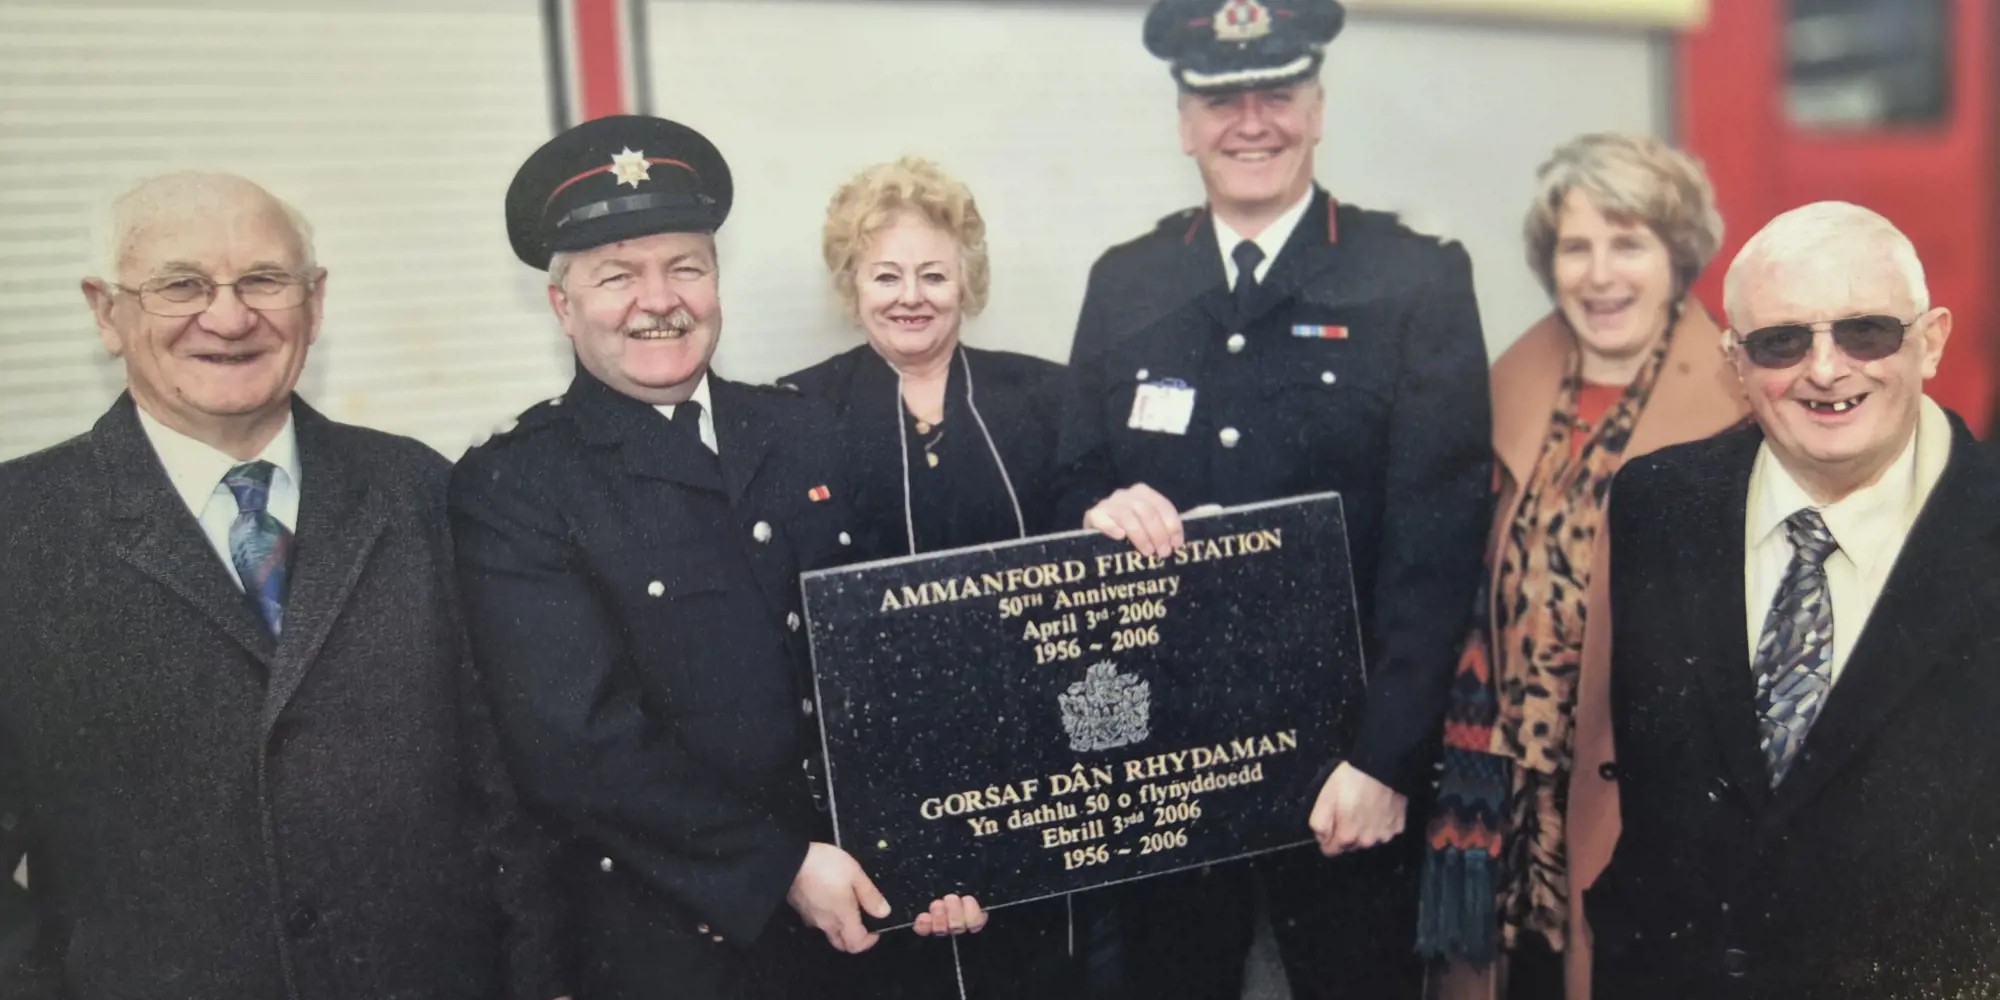 AMMANFORD FIRE STATION
50TH Anniversary
April 3rd 2006
1956 ~ 2006
GORSAF DÂN RHYDAMAN
Yn dathlu 50 o flynyddoedd
Ebrill 3ydd 2006
1956 ~ 2006